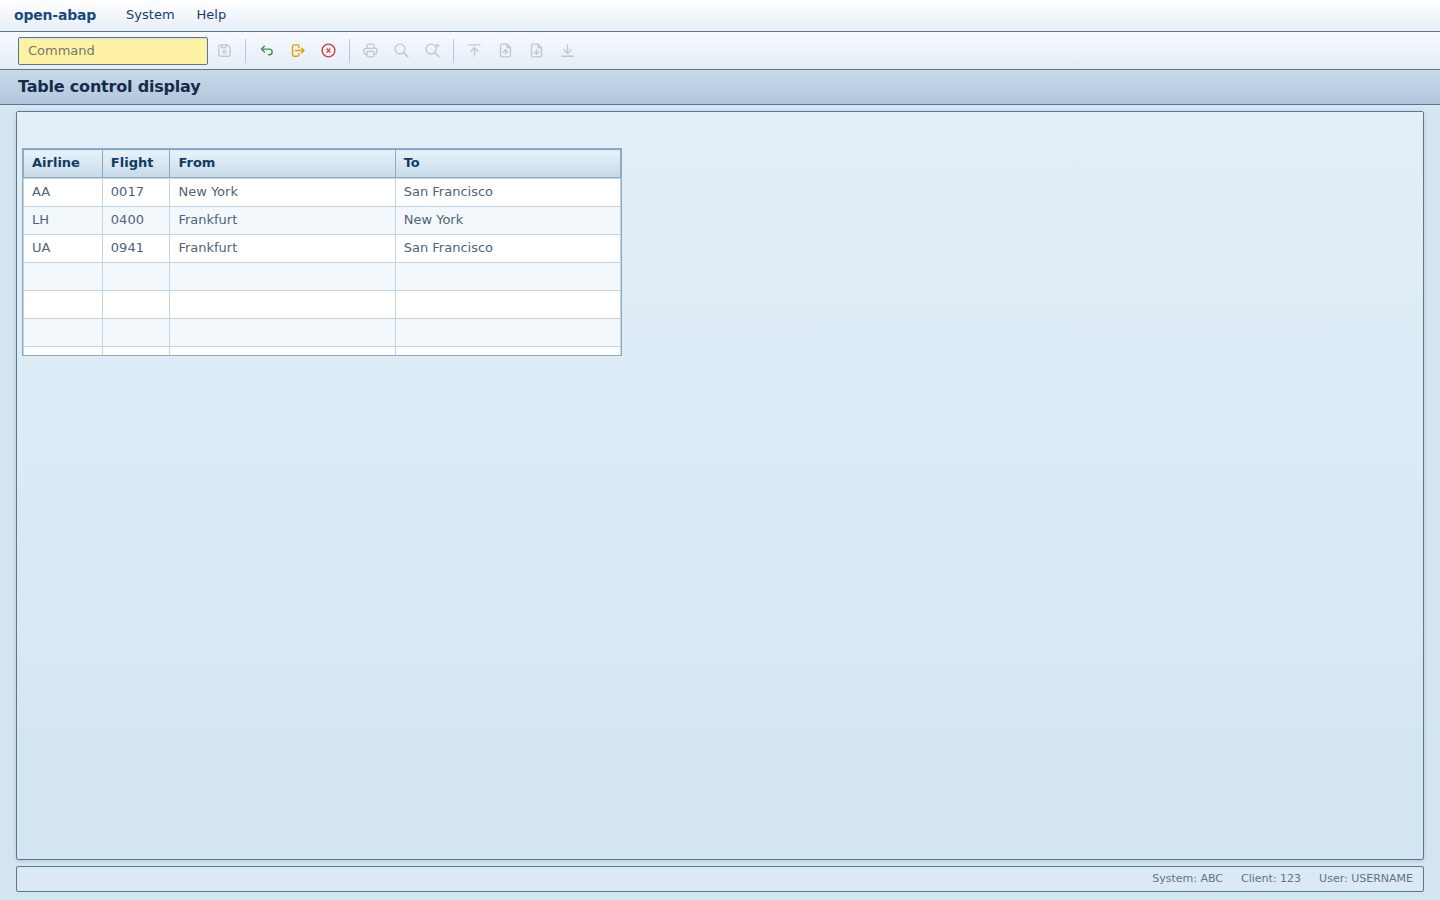 open-abap System Help
Command
Table control display
Airline Flight From To
AA 0017 New York San Francisco
LH 0400 Frankfurt New York
UA 0941 Frankfurt San Francisco
System: ABC Client: 123 User: USERNAME